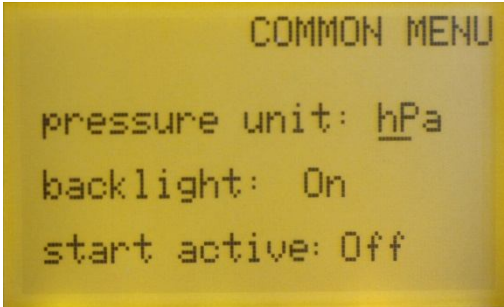 COMMON MENU
pressure unit: hPa
backlight: On
start active: Off